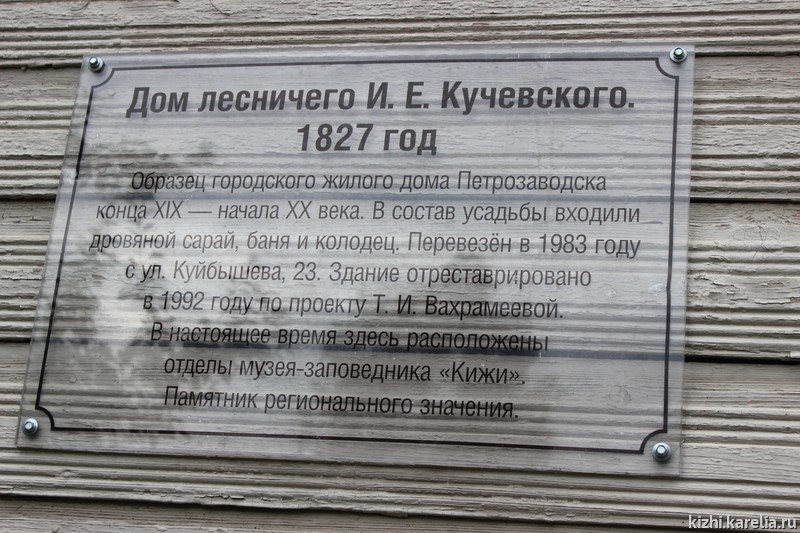 Дом лесничего И. Е. Кучевского.
1827 год
Образец городского жилого дома Петрозаводска
конца XIX — начала XX века. В состав усадьбы входили
дровяной сарай, баня и колодец. Перевезён в 1983 году
с ул. Куйбышева, 23. Здание отреставрировано
в 1992 году по проекту Т. И. Вахрамеевой.
В настоящее время здесь расположены
отделы музея-заповедника «Кижи».
Памятник регионального значения.
kizhi.karelia.ru